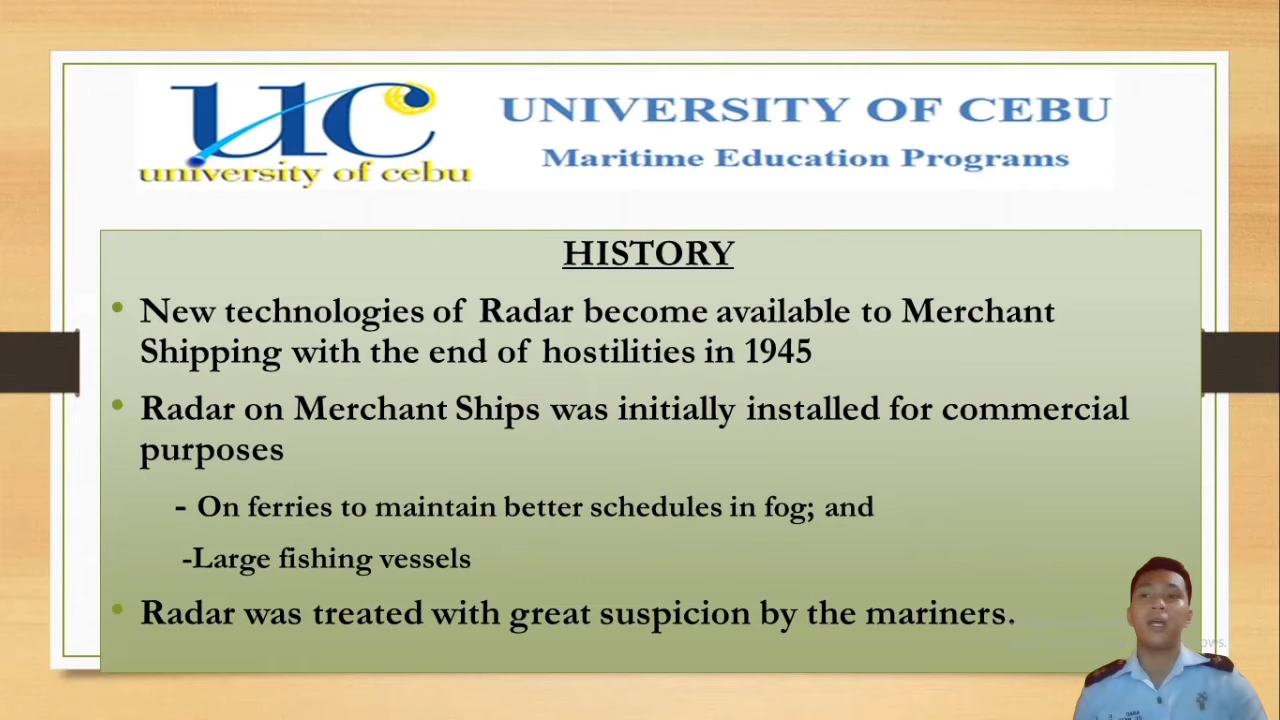 uc
university of cebu
UNIVERSITY OF CEBU
Maritime Education Programs
HISTORY
• New technologies of Radar become available to Merchant
Shipping with the end of hostilities in 1945
• Radar on Merchant Ships was initially installed for commercial
purposes
- On ferries to maintain better schedules in fog; and
-Large fishing vessels
• Radar was treated with great suspicion by the mariners.